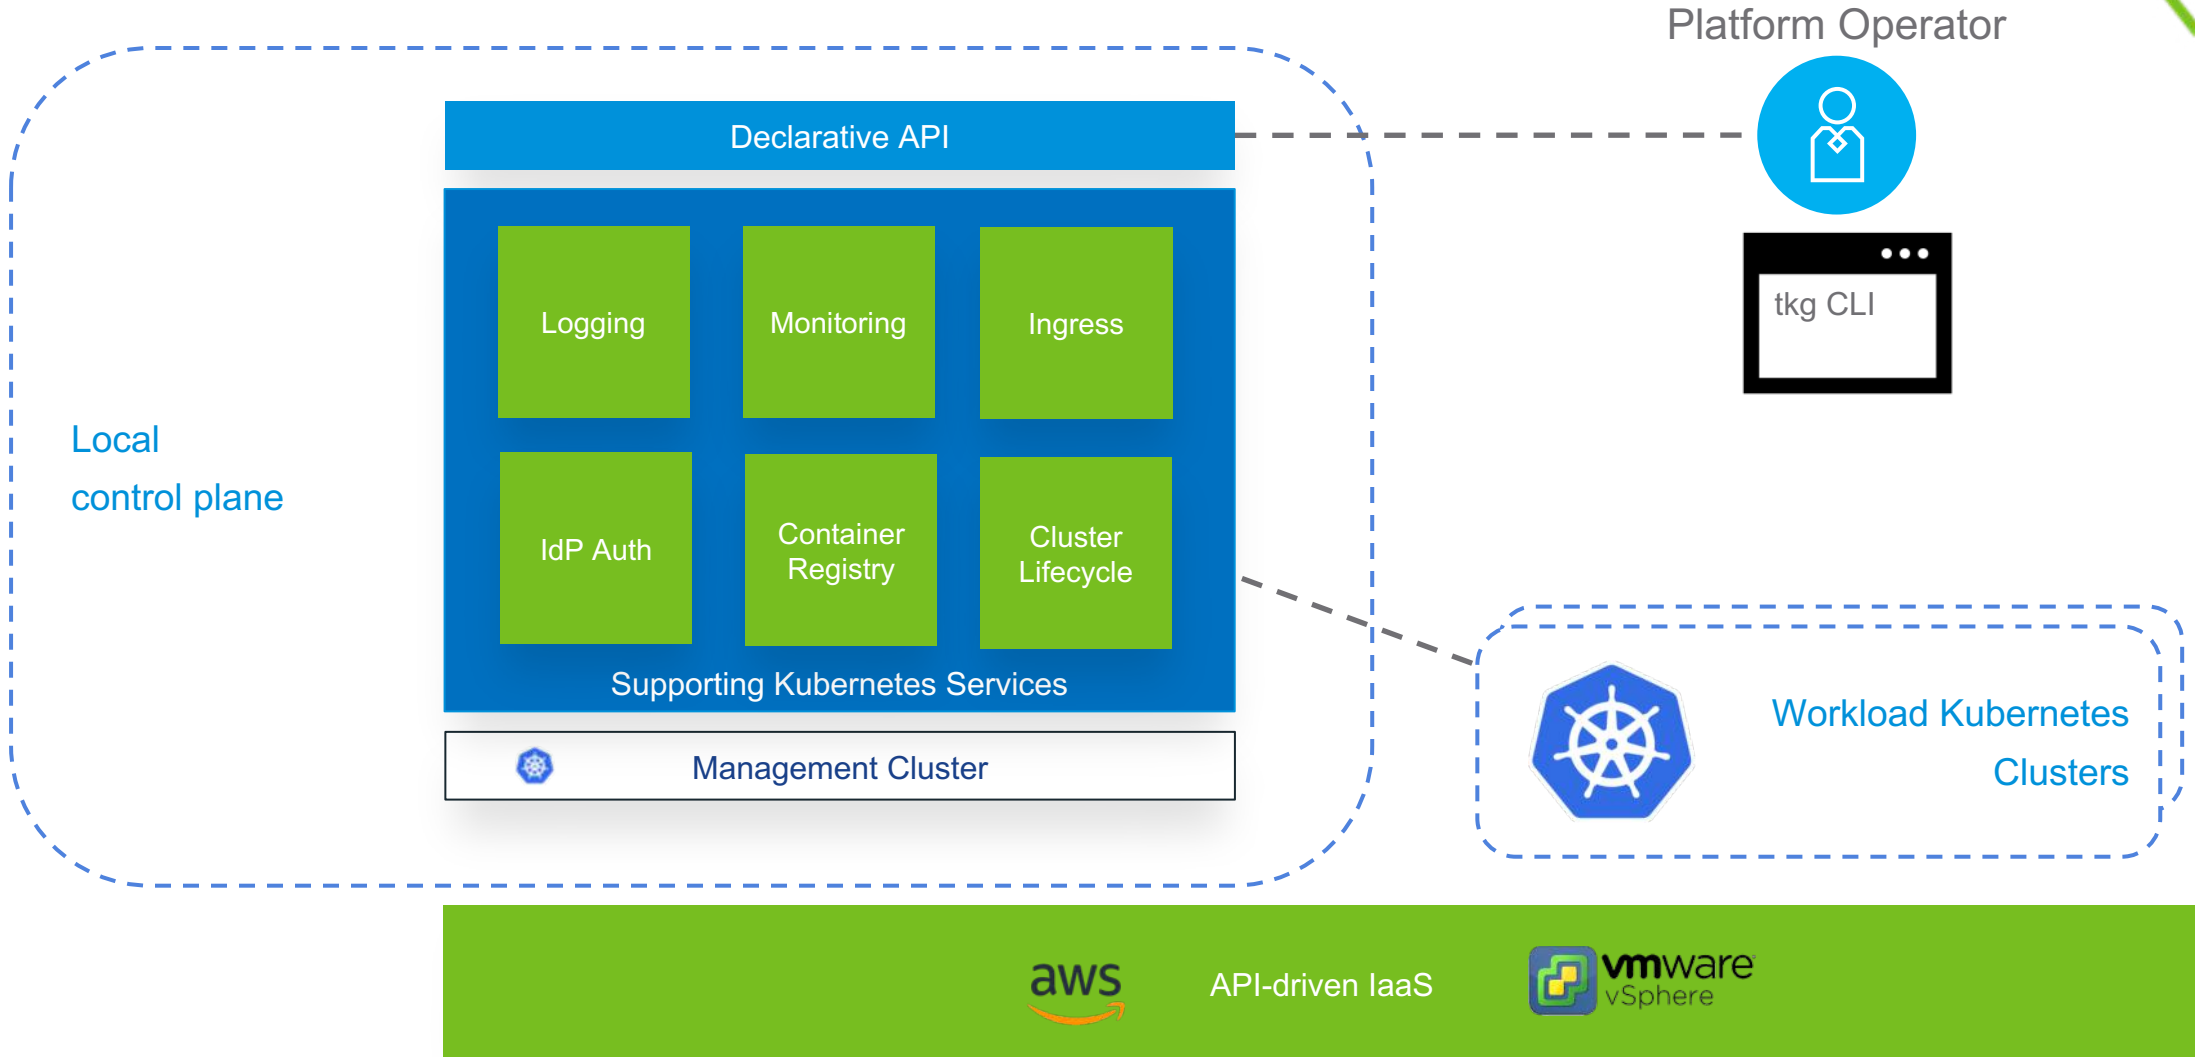 Platform Operator
Declarative API
tkg CLI
Logging
Monitoring
Ingress
Local
control plane
IdP Auth
Container
Registry
Cluster
Lifecycle
Supporting Kubernetes Services
Management Cluster
Workload Kubernetes
Clusters
aws
API-driven IaaS
vmware
vSphere